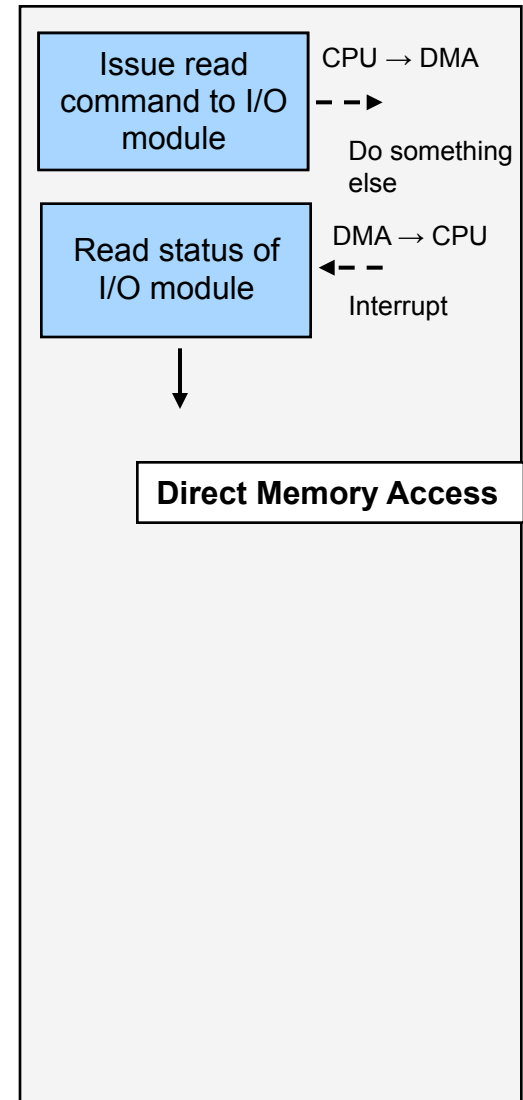 Issue read
command to I/O
module
CPU → DMA
Do something
else
Read status of
I/O module
DMA → CPU
Interrupt
Direct Memory Access